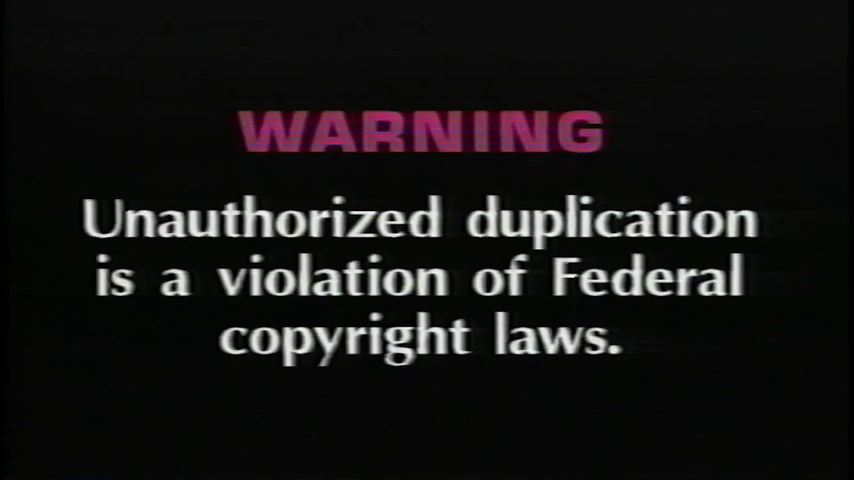 WARNING
Unauthorized duplication
is a violation of Federal
copyright laws.